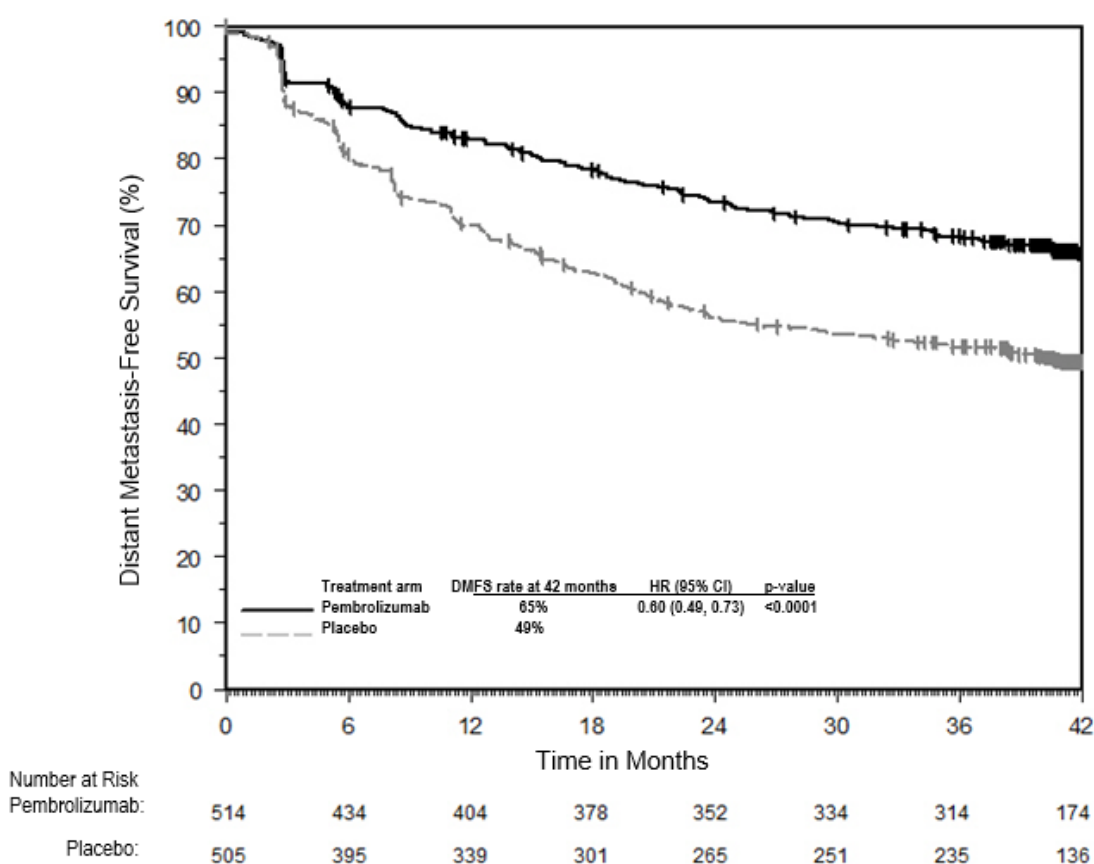 100
90
80
70
60
50
40
30
20
10
0
Distant Metastasis-Free Survival (%)
Treatment arm DMFS rate at 42 months HR (95% CI) p-value
Pembrolizumab 65% 0.60 (0.49, 0.73) <0.0001
Placebo 49%
0 6 12 18 24 30 36 42
Time in Months
Number at Risk
Pembrolizumab: 514 434 404 378 352 334 314 174
Placebo: 505 395 339 301 265 251 235 136